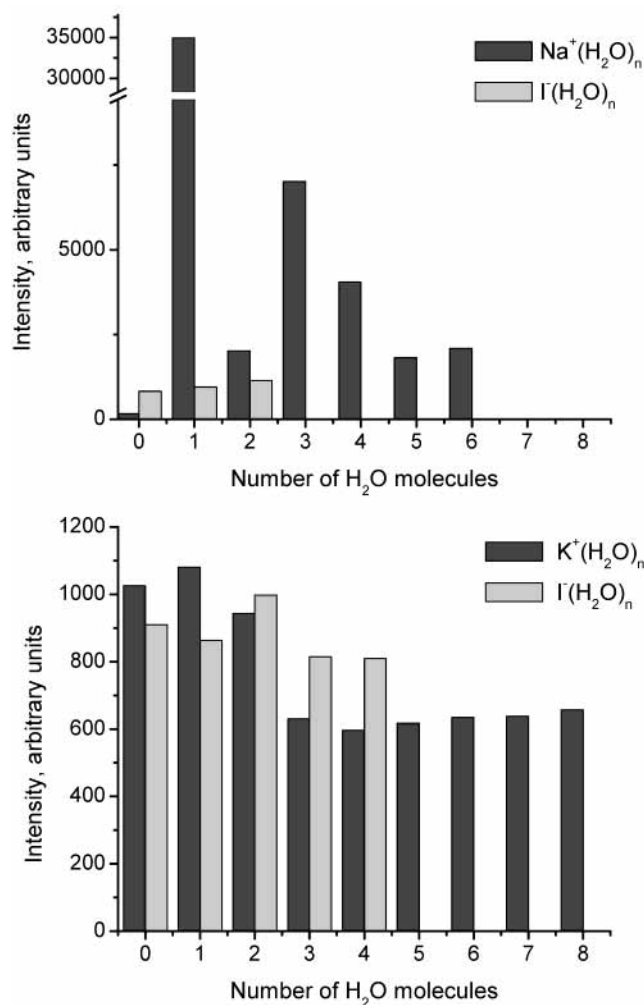 35000
30000
5000
0
Intensity, arbitrary units
Na⁺(H₂O)ₙ
I⁻(H₂O)ₙ
0 1 2 3 4 5 6 7 8
Number of H₂O molecules
1200
1000
800
600
400
200
0
Intensity, arbitrary units
K⁺(H₂O)ₙ
I⁻(H₂O)ₙ
0 1 2 3 4 5 6 7 8
Number of H₂O molecules